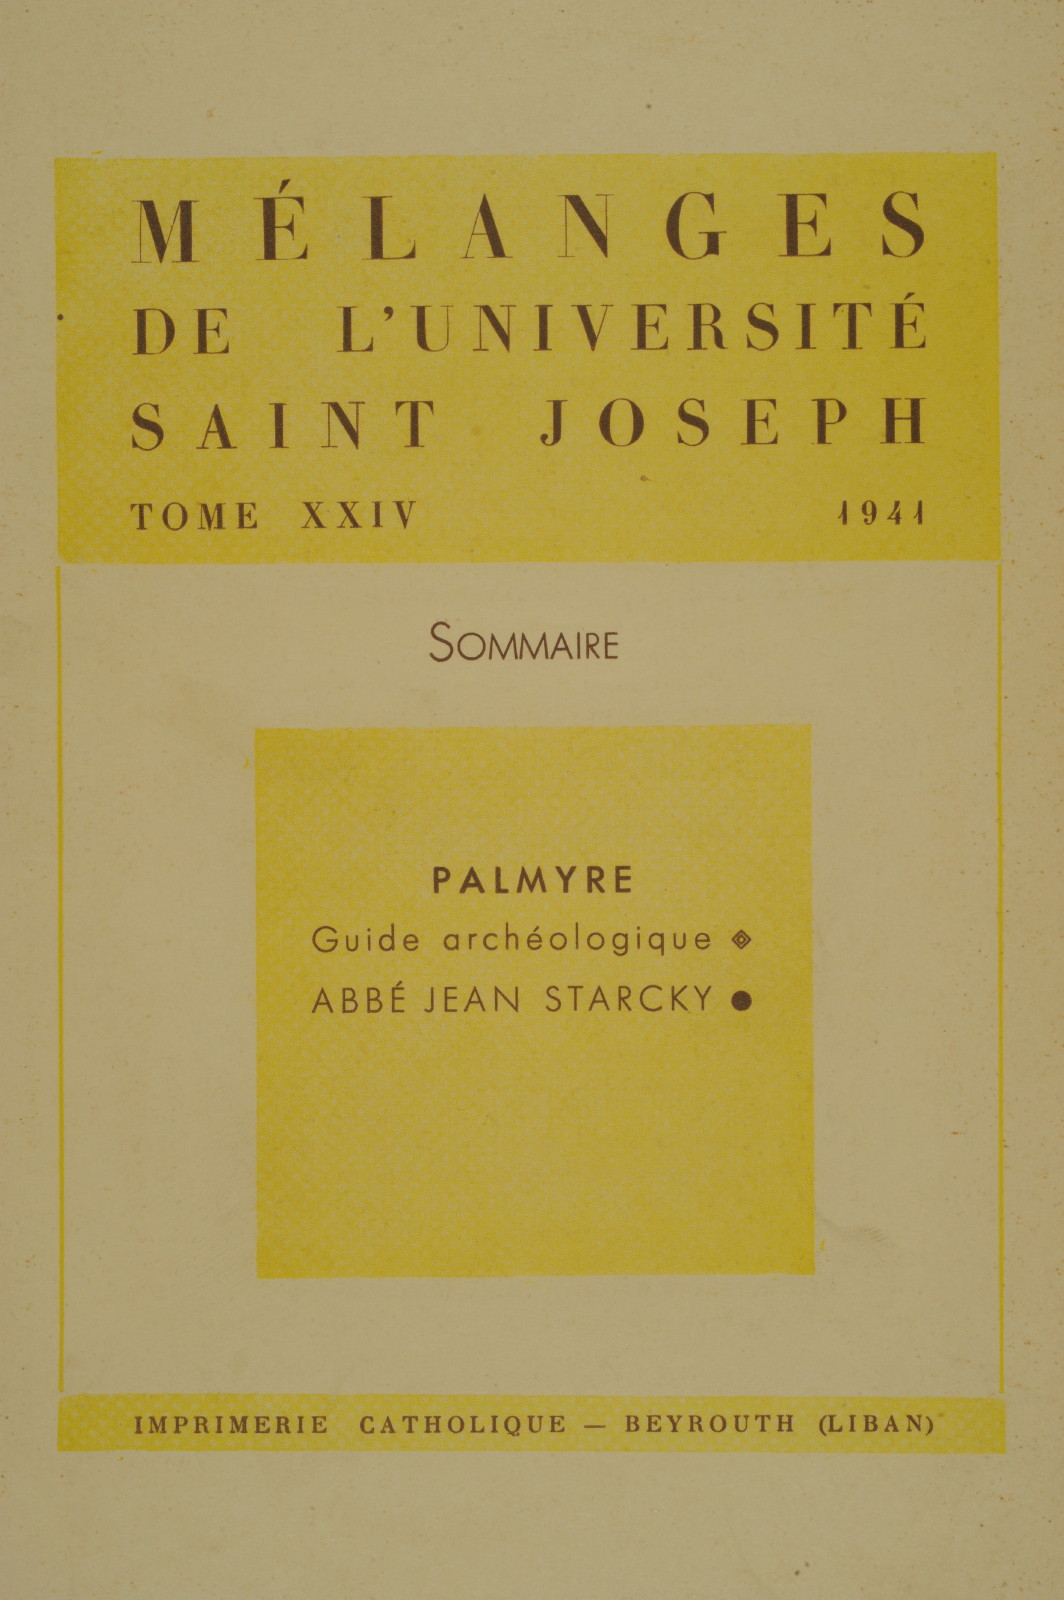 MÉLANGES
DE L'UNIVERSITÉ
SAINT JOSEPH
TOME XXIV 1941
SOMMAIRE
PALMYRE
Guide archéologique
ABBÉ JEAN STARCKY
IMPRIMERIE CATHOLIQUE — BEYROUTH (LIBAN)